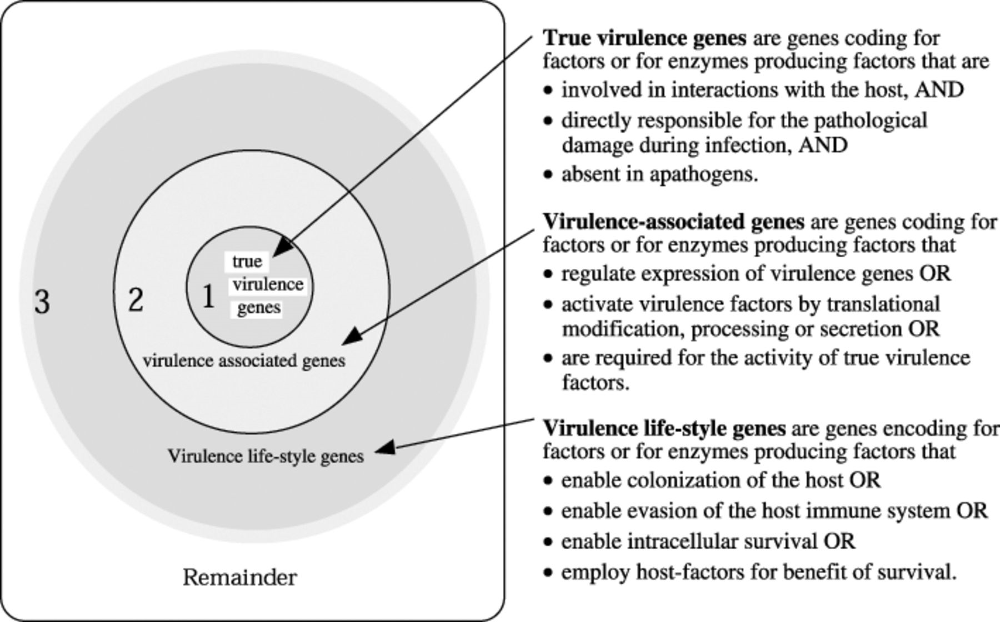 True virulence genes are genes coding for
factors or for enzymes producing factors that are
• involved in interactions with the host, AND
• directly responsible for the pathological
damage during infection, AND
• absent in apathogens.
Virulence-associated genes are genes coding for
factors or for enzymes producing factors that
• regulate expression of virulence genes OR
• activate virulence factors by translational
modification, processing or secretion OR
• are required for the activity of true virulence
factors.
Virulence life-style genes are genes encoding for
factors or for enzymes producing factors that
• enable colonization of the host OR
• enable evasion of the host immune system OR
• enable intracellular survival OR
• employ host-factors for benefit of survival.
true
virulence
genes
1
2
3
virulence associated genes
Virulence life-style genes
Remainder